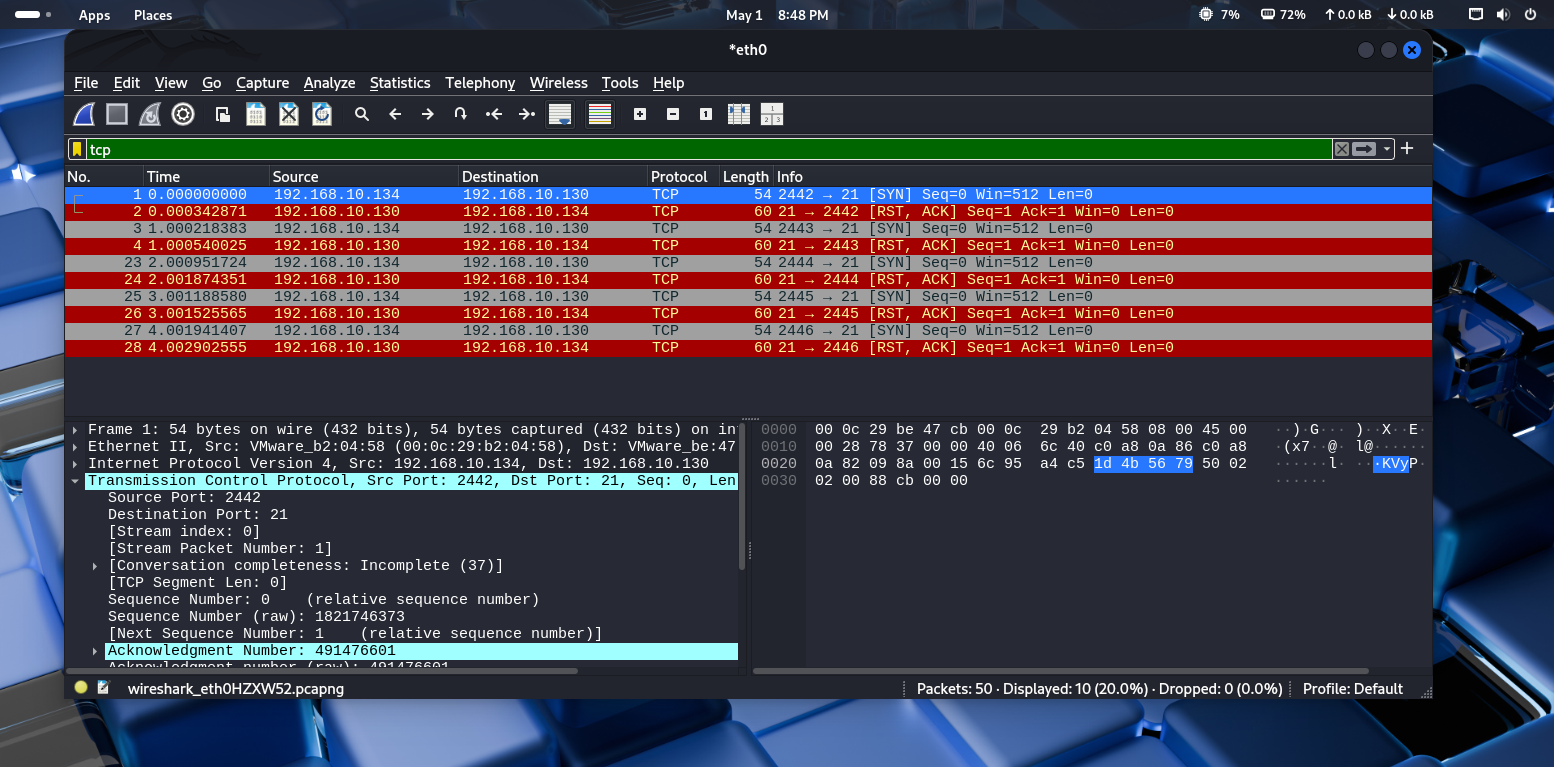 Apps Places May 1 8:48 PM 7% 72% 0.0 kB 0.0 kB
*eth0
File Edit View Go Capture Analyze Statistics Telephony Wireless Tools Help
tcp
No. Time Source Destination Protocol Length Info
1 0.000000000 192.168.10.134 192.168.10.130 TCP 54 2442 → 21 [SYN] Seq=0 Win=512 Len=0
2 0.000342871 192.168.10.130 192.168.10.134 TCP 60 21 → 2442 [RST, ACK] Seq=1 Ack=1 Win=0 Len=0
3 1.000218383 192.168.10.134 192.168.10.130 TCP 54 2443 → 21 [SYN] Seq=0 Win=512 Len=0
4 1.000540025 192.168.10.130 192.168.10.134 TCP 60 21 → 2443 [RST, ACK] Seq=1 Ack=1 Win=0 Len=0
23 2.000951724 192.168.10.134 192.168.10.130 TCP 54 2444 → 21 [SYN] Seq=0 Win=512 Len=0
24 2.001874351 192.168.10.130 192.168.10.134 TCP 60 21 → 2444 [RST, ACK] Seq=1 Ack=1 Win=0 Len=0
25 3.001188580 192.168.10.134 192.168.10.130 TCP 54 2445 → 21 [SYN] Seq=0 Win=512 Len=0
26 3.001525565 192.168.10.130 192.168.10.134 TCP 60 21 → 2445 [RST, ACK] Seq=1 Ack=1 Win=0 Len=0
27 4.001941407 192.168.10.134 192.168.10.130 TCP 54 2446 → 21 [SYN] Seq=0 Win=512 Len=0
28 4.002902555 192.168.10.130 192.168.10.134 TCP 60 21 → 2446 [RST, ACK] Seq=1 Ack=1 Win=0 Len=0
Frame 1: 54 bytes on wire (432 bits), 54 bytes captured (432 bits) on in
Ethernet II, Src: VMware_b2:04:58 (00:0c:29:b2:04:58), Dst: VMware_be:47
Internet Protocol Version 4, Src: 192.168.10.134, Dst: 192.168.10.130
Transmission Control Protocol, Src Port: 2442, Dst Port: 21, Seq: 0, Len
Source Port: 2442
Destination Port: 21
[Stream index: 0]
[Stream Packet Number: 1]
[Conversation completeness: Incomplete (37)]
[TCP Segment Len: 0]
Sequence Number: 0 (relative sequence number)
Sequence Number (raw): 1821746373
[Next Sequence Number: 1 (relative sequence number)]
Acknowledgment Number: 491476601
Acknowledgment number (raw): 491476601
0000 00 0c 29 be 47 cb 00 0c 29 b2 04 58 08 00 45 00 ··)·G··· )··X··E·
0010 00 28 78 37 00 00 40 06 6c 40 c0 a8 0a 86 c0 a8 ·(x7··@· l@······
0020 0a 82 09 8a 00 15 6c 95 a4 c5 1d 4b 56 79 50 02 ······l· ···KVyP·
0030 02 00 88 cb 00 00 ······
wireshark_eth0HZXW52.pcapng Packets: 50 · Displayed: 10 (20.0%) · Dropped: 0 (0.0%) Profile: Default